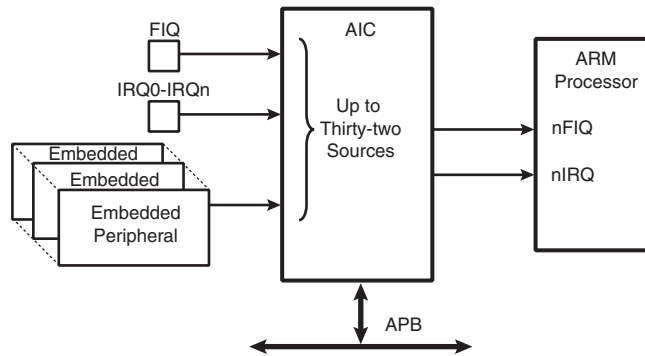 FIQ
IRQ0-IRQn
Embedded
Embedded
Embedded
Peripheral
AIC
Up to
Thirty-two
Sources
ARM
Processor
nFIQ
nIRQ
APB